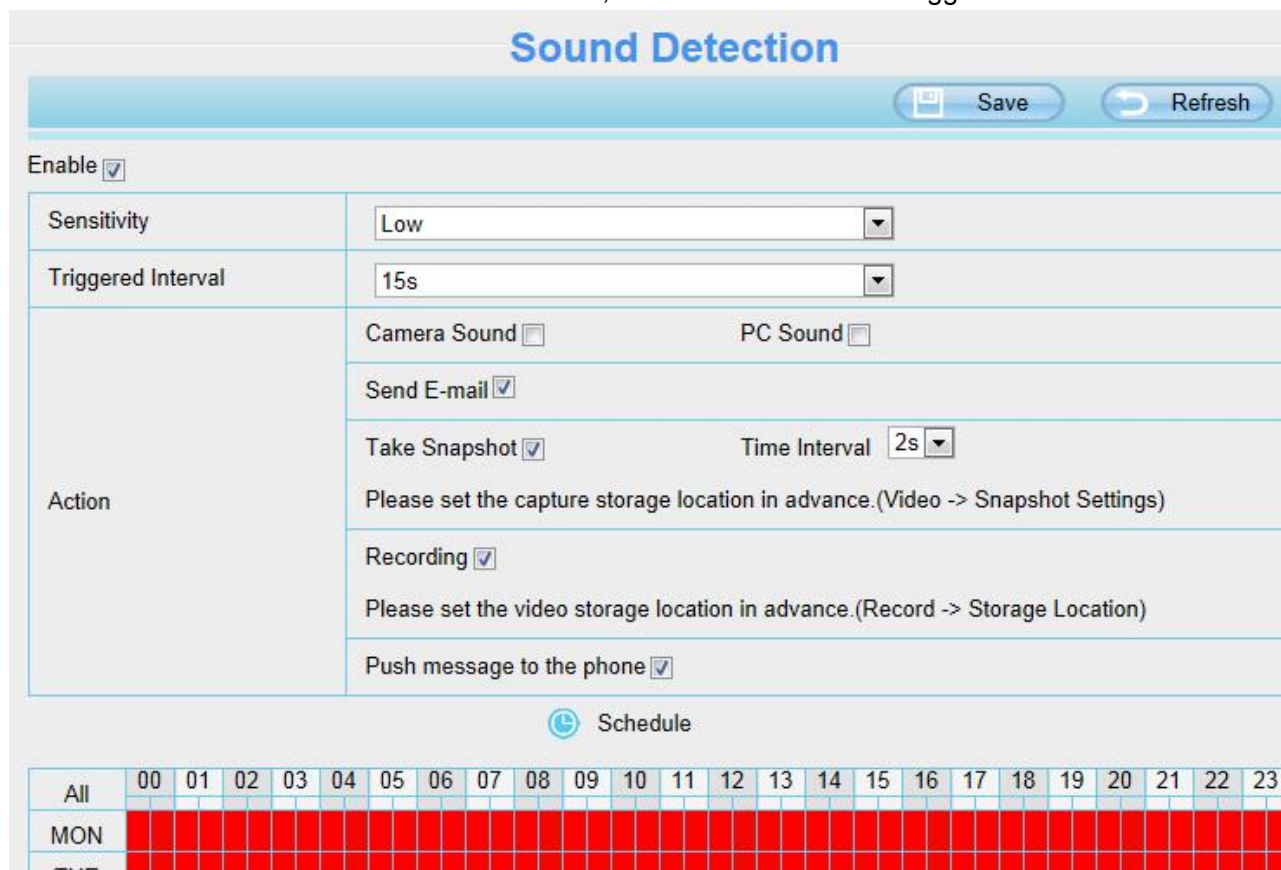 Sound Detection
Save Refresh
Enable
Sensitivity Low
Triggered Interval 15s
Camera Sound PC Sound
Send E-mail
Take Snapshot Time Interval 2s
Action Please set the capture storage location in advance.(Video -> Snapshot Settings)
Recording
Please set the video storage location in advance.(Record -> Storage Location)
Push message to the phone
Schedule
All 00 01 02 03 04 05 06 07 08 09 10 11 12 13 14 15 16 17 18 19 20 21 22 23
MON